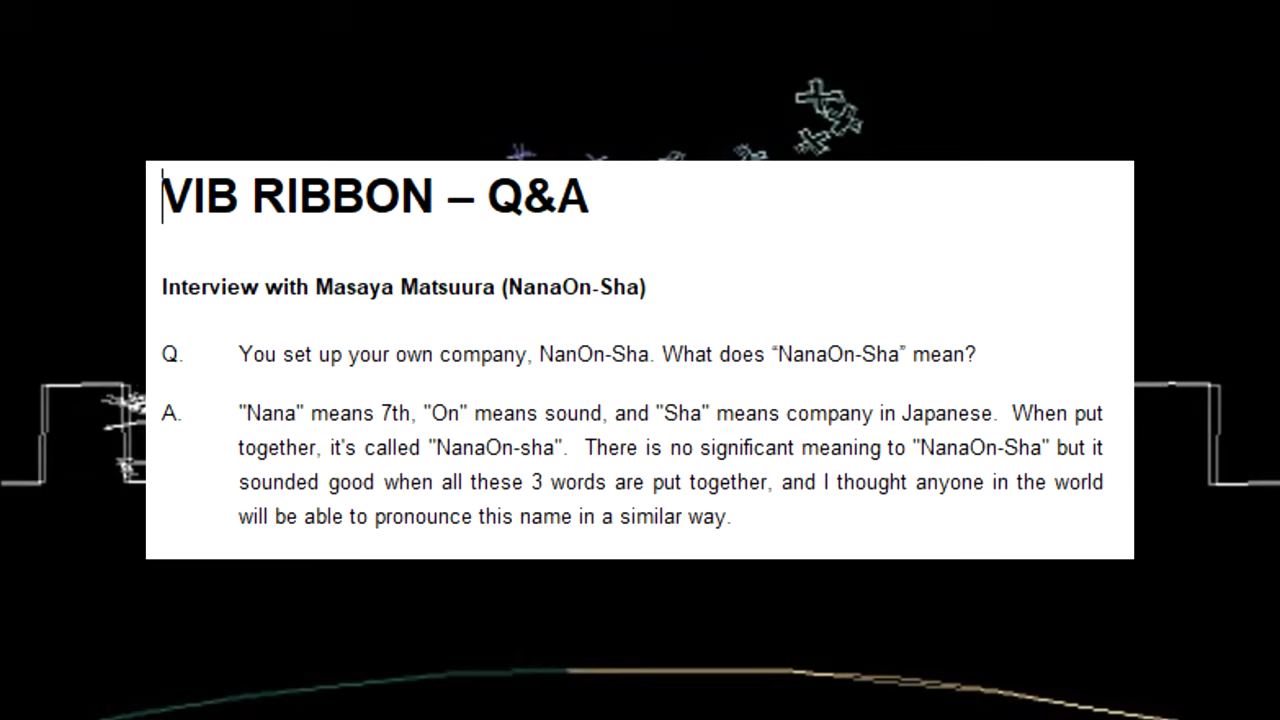 VIB RIBBON – Q&A
Interview with Masaya Matsuura (NanaOn-Sha)
Q. You set up your own company, NanOn-Sha. What does “NanaOn-Sha” mean?
A. "Nana" means 7th, "On" means sound, and "Sha" means company in Japanese. When put
together, it's called "NanaOn-sha". There is no significant meaning to "NanaOn-Sha" but it
sounded good when all these 3 words are put together, and I thought anyone in the world
will be able to pronounce this name in a similar way.